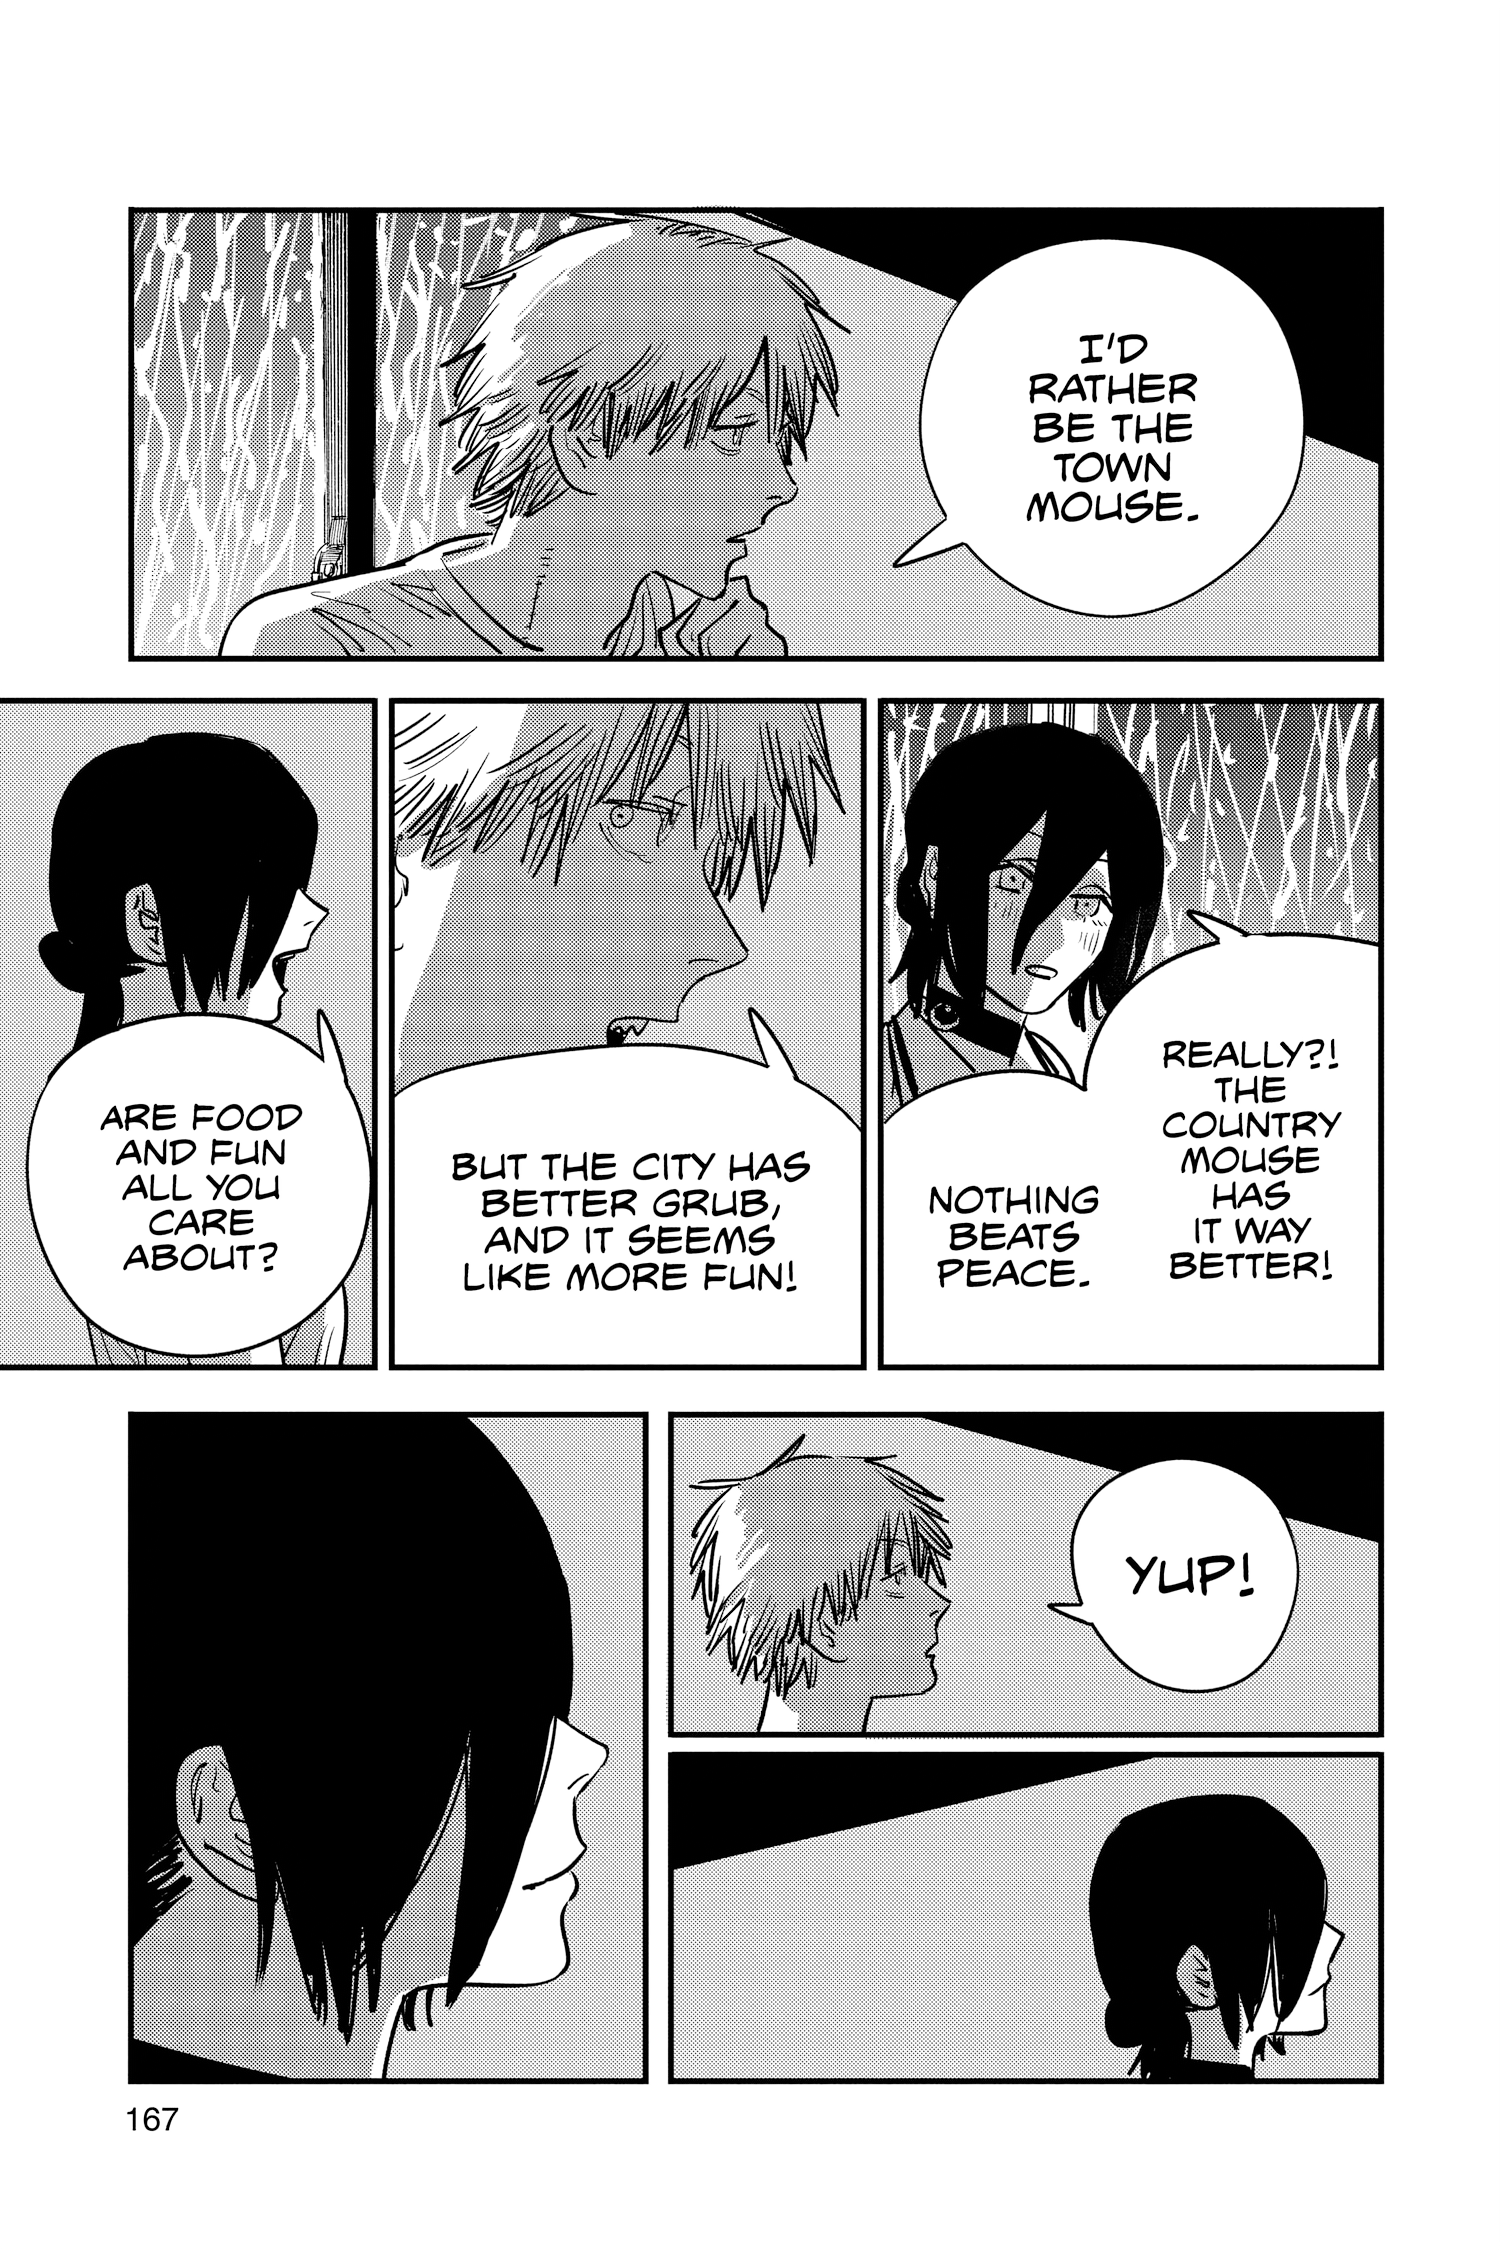 I'D
RATHER
BE THE
TOWN
MOUSE.
REALLY?!
THE
COUNTRY
MOUSE
HAS
IT WAY
BETTER!
NOTHING
BEATS
PEACE.
BUT THE CITY HAS
BETTER GRUB,
AND IT SEEMS
LIKE MORE FUN!
ARE FOOD
AND FUN
ALL YOU
CARE
ABOUT?
YUP!
167